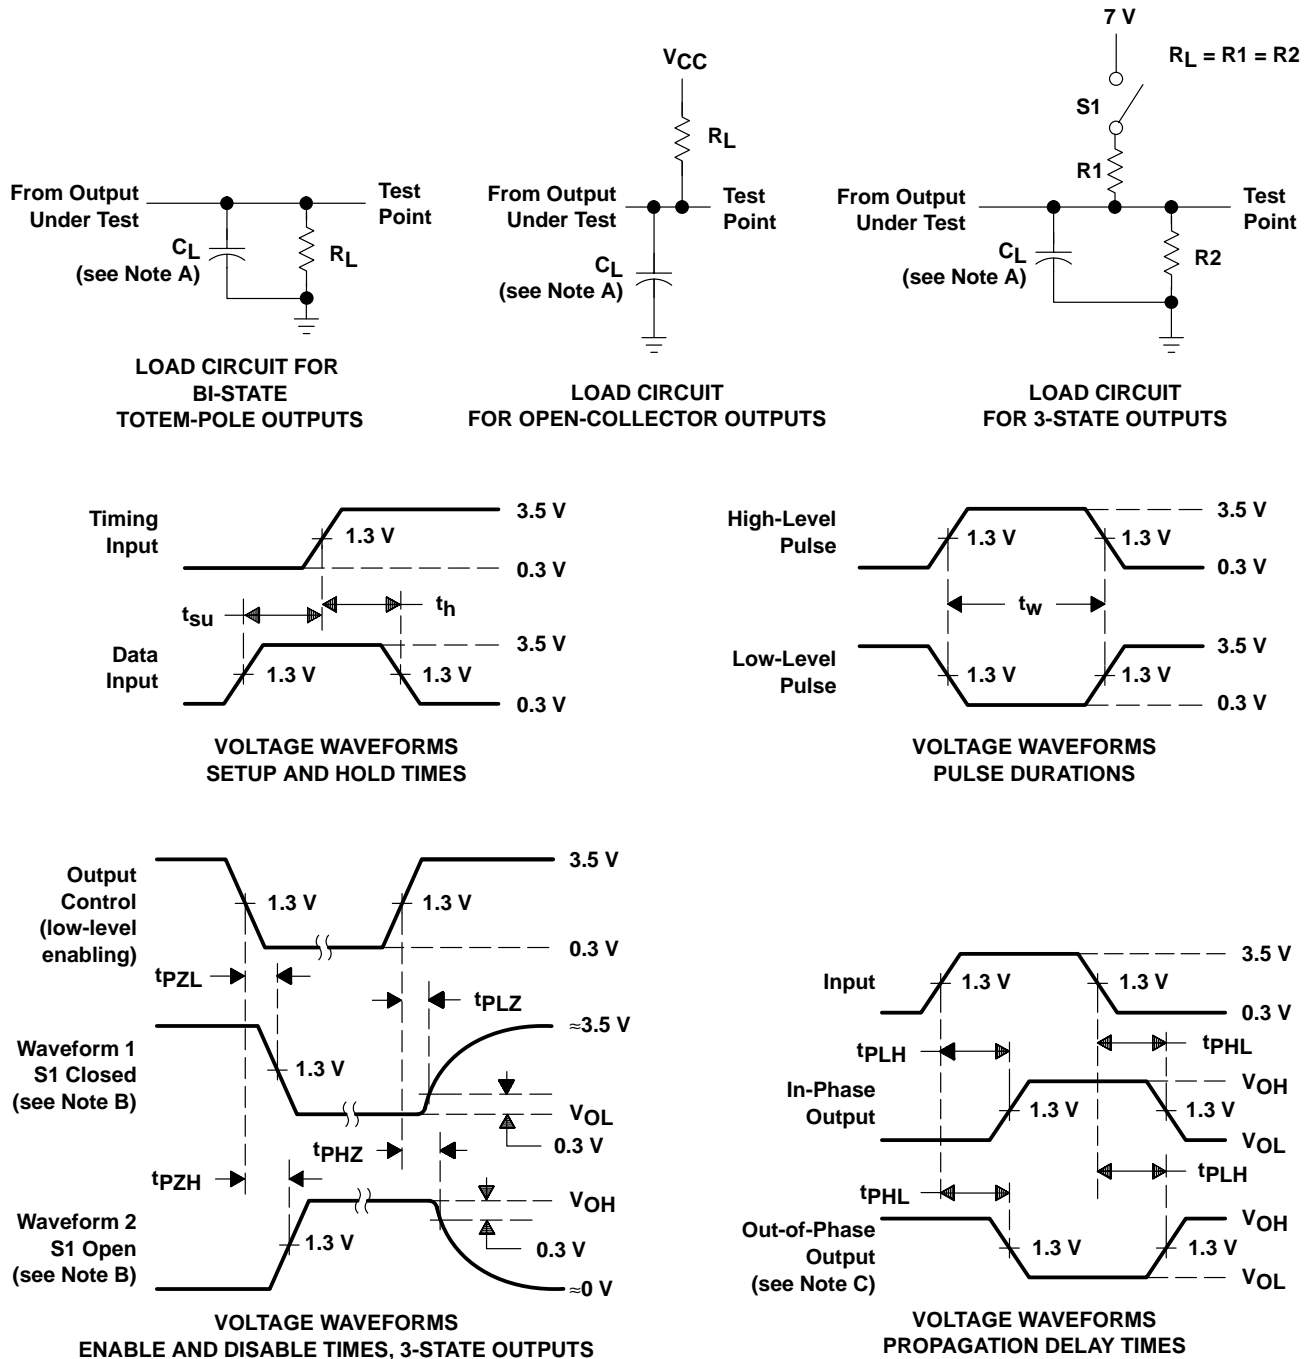 From Output
Under Test
Test
Point
CL
(see Note A)
RL
LOAD CIRCUIT FOR
BI-STATE
TOTEM-POLE OUTPUTS
VCC
RL
From Output
Under Test
Test
Point
CL
(see Note A)
LOAD CIRCUIT
FOR OPEN-COLLECTOR OUTPUTS
7 V
RL = R1 = R2
S1
R1
From Output
Under Test
Test
Point
CL
(see Note A)
R2
LOAD CIRCUIT
FOR 3-STATE OUTPUTS
Timing
Input
3.5 V
1.3 V
0.3 V
tsu
th
Data
Input
3.5 V
1.3 V
1.3 V
0.3 V
VOLTAGE WAVEFORMS
SETUP AND HOLD TIMES
High-Level
Pulse
3.5 V
1.3 V
1.3 V
0.3 V
tw
Low-Level
Pulse
3.5 V
1.3 V
1.3 V
0.3 V
VOLTAGE WAVEFORMS
PULSE DURATIONS
Output
Control
(low-level
enabling)
3.5 V
1.3 V
1.3 V
0.3 V
tPZL
tPLZ
Waveform 1
S1 Closed
(see Note B)
≈3.5 V
1.3 V
VOL
0.3 V
tPHZ
tPZH
Waveform 2
S1 Open
(see Note B)
VOH
1.3 V
0.3 V
≈0 V
VOLTAGE WAVEFORMS
ENABLE AND DISABLE TIMES, 3-STATE OUTPUTS
Input
3.5 V
1.3 V
1.3 V
0.3 V
tPLH
tPHL
In-Phase
Output
VOH
1.3 V
1.3 V
VOL
tPHL
tPLH
Out-of-Phase
Output
(see Note C)
VOH
1.3 V
1.3 V
VOL
VOLTAGE WAVEFORMS
PROPAGATION DELAY TIMES